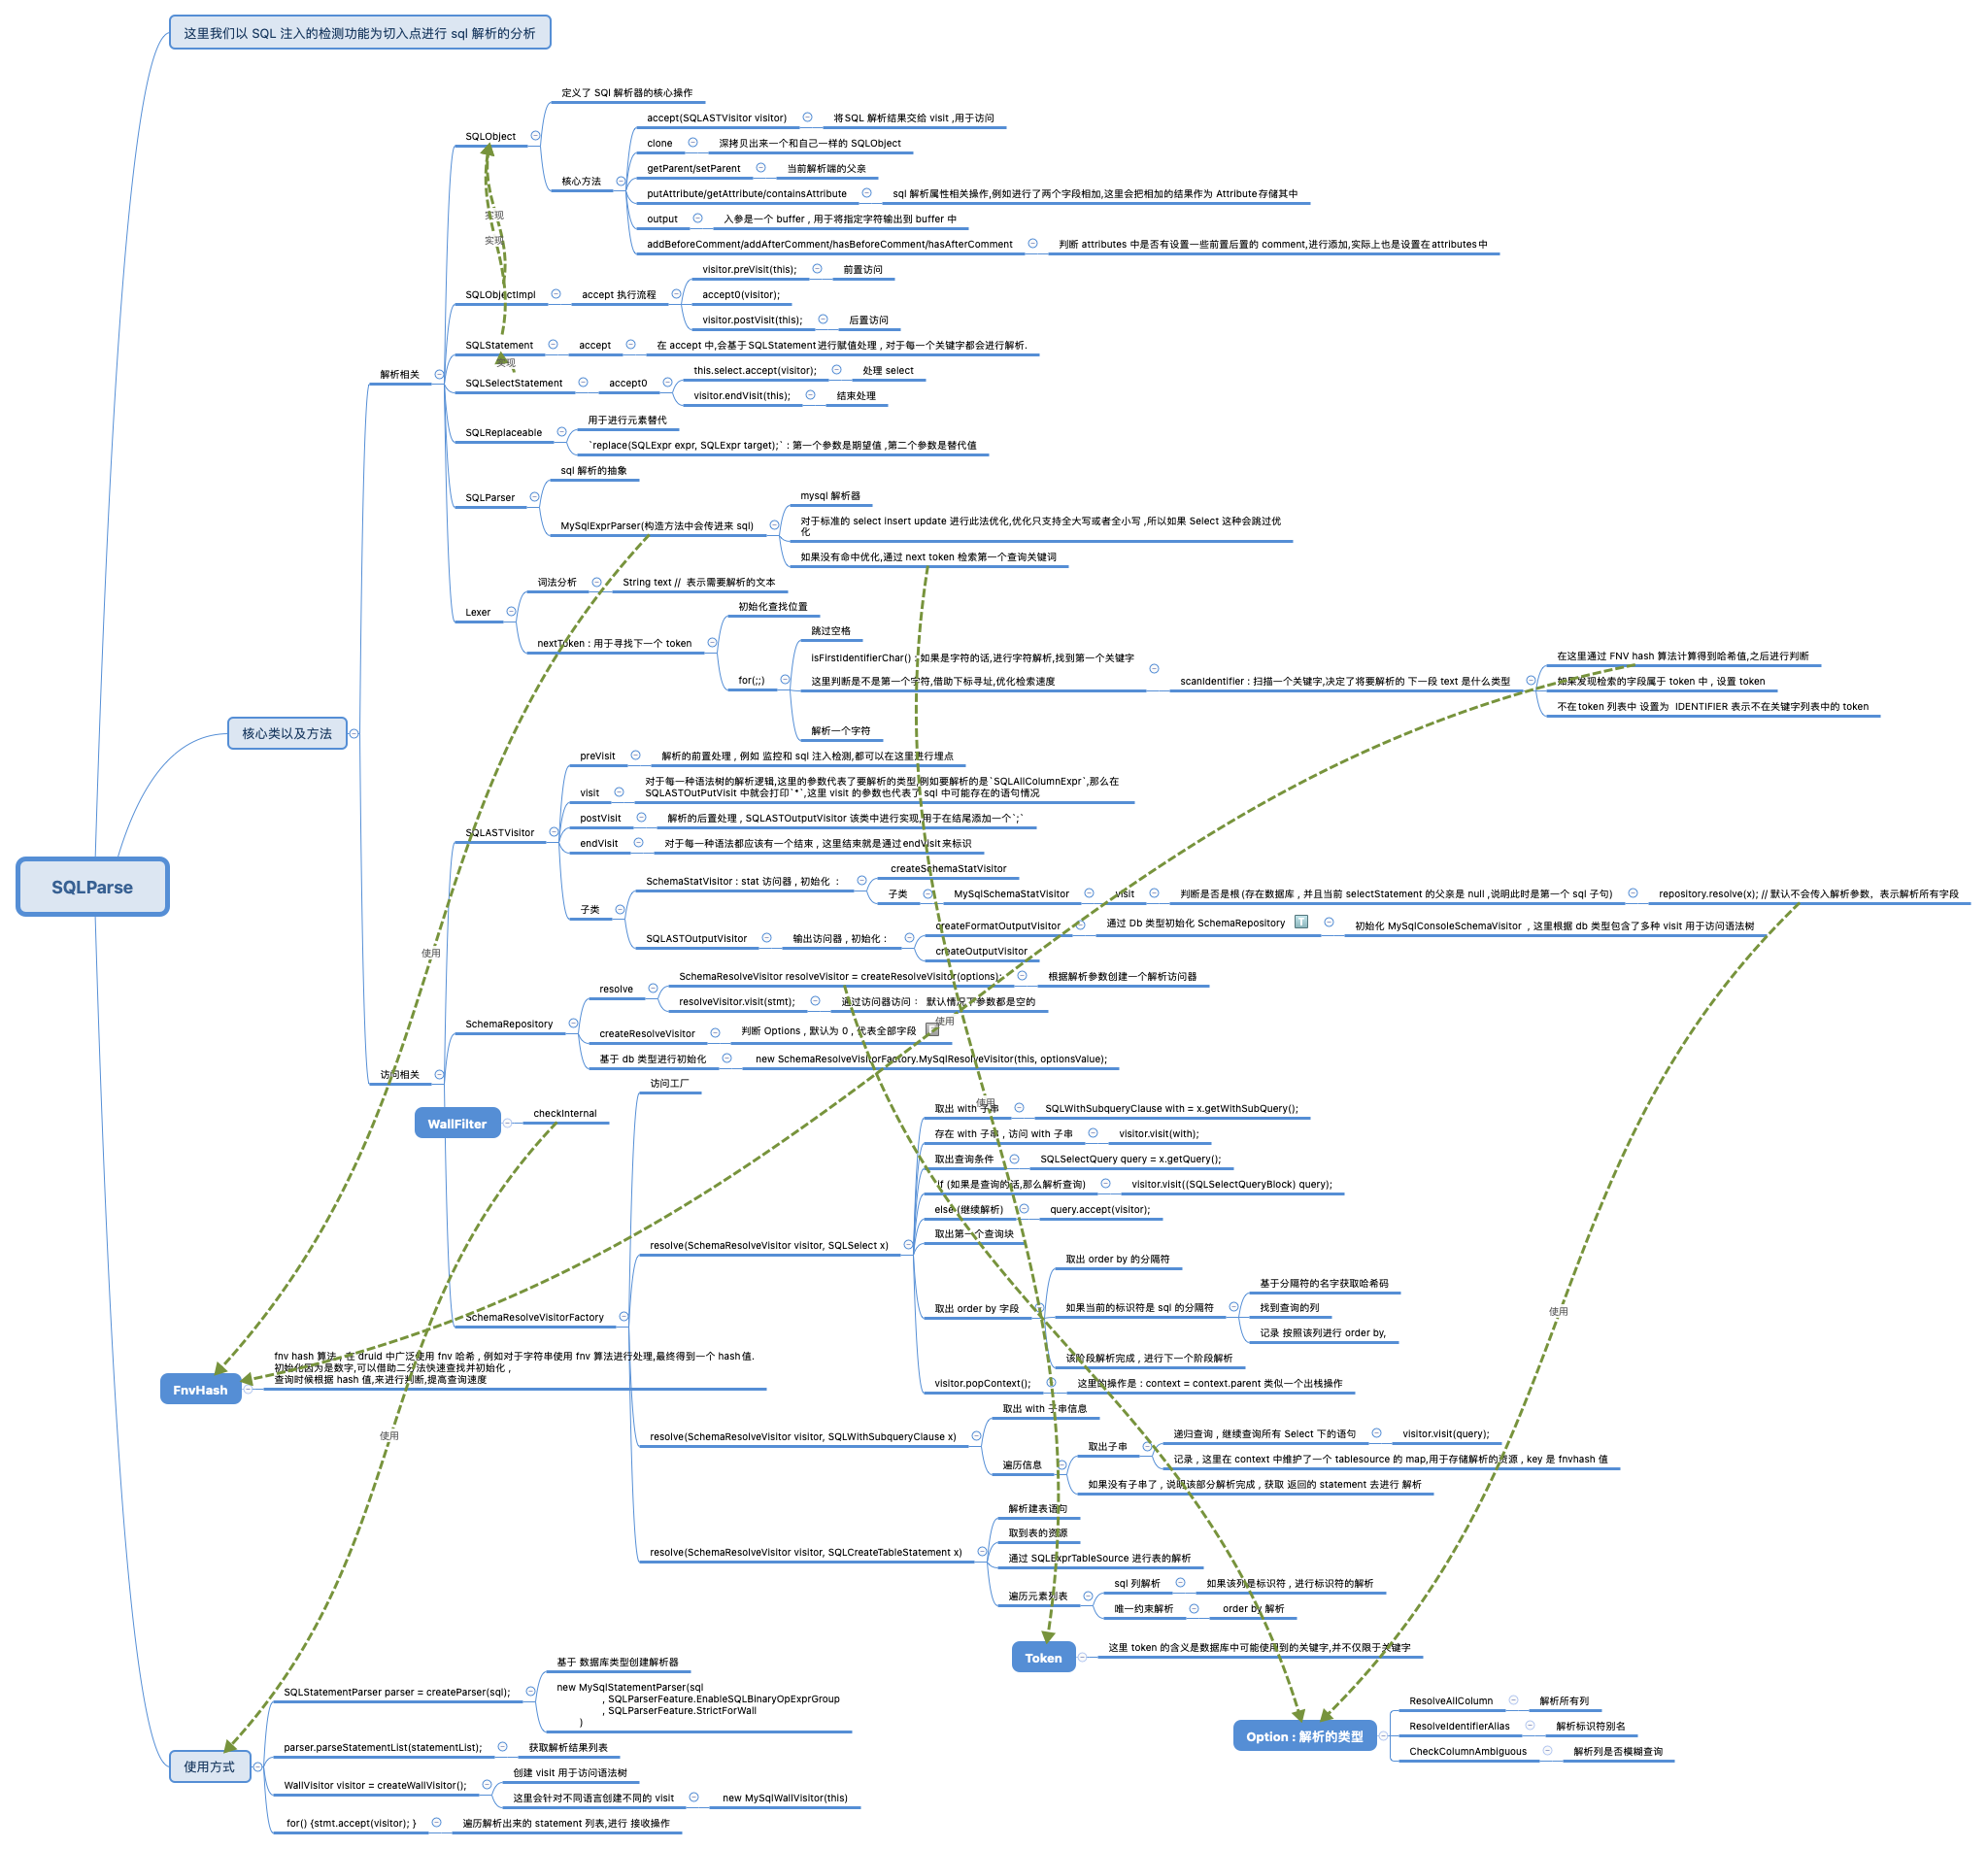 这里我们以 SQL 注入的检测功能为切入点进行 sql 解析的分析
SQLParse
核心类以及方法
解析相关
SQLObject
定义了 SQl 解析器的核心操作
核心方法
accept(SQLASTVisitor visitor)
将SQL 解析结果交给 visit ,用于访问
clone
深拷贝出来一个和自己一样的 SQLObject
getParent/setParent
当前解析端的父亲
putAttribute/getAttribute/containsAttribute
sql 解析属性相关操作,例如进行了两个字段相加,这里会把相加的结果作为 Attribute存储其中
output
入参是一个 buffer , 用于将指定字符输出到 buffer 中
addBeforeComment/addAfterComment/hasBeforeComment/hasAfterComment
判断 attributes 中是否有设置一些前置后置的 comment,进行添加,实际上也是设置在attributes中
实现
实现
SQLObjectImpl
accept 执行流程
visitor.preVisit(this);
前置访问
accept0(visitor);
visitor.postVisit(this);
后置访问
SQLStatement
accept
在 accept 中,会基于SQLStatement进行赋值处理 , 对于每一个关键字都会进行解析.
实现
SQLSelectStatement
accept0
this.select.accept(visitor);
处理 select
visitor.endVisit(this);
结束处理
SQLReplaceable
用于进行元素替代
`replace(SQLExpr expr, SQLExpr target);` : 第一个参数是期望值 ,第二个参数是替代值
SQLParser
sql 解析的抽象
MySqlExprParser(构造方法中会传进来 sql)
mysql 解析器
对于标准的 select insert update 进行此法优化,优化只支持全大写或者全小写 ,所以如果 Select 这种会跳过优
化
如果没有命中优化,通过 next token 检索第一个查询关键词
Lexer
词法分析
String text // 表示需要解析的文本
nextToken : 用于寻找下一个 token
初始化查找位置
for(;;)
跳过空格
isFirstIdentifierChar() : 如果是字符的话,进行字符解析,找到第一个关键字
这里判断是不是第一个字符,借助下标寻址,优化检索速度
scanIdentifier : 扫描一个关键字,决定了将要解析的 下一段 text 是什么类型
在这里通过 FNV hash 算法计算得到哈希值,之后进行判断
如果发现检索的字段属于 token 中 , 设置 token
不在token 列表中 设置为 IDENTIFIER 表示不在关键字列表中的 token
解析一个字符
访问相关
SQLASTVisitor
preVisit
解析的前置处理 , 例如 监控和 sql 注入检测,都可以在这里进行埋点
visit
对于每一种语法树的解析逻辑,这里的参数代表了要解析的类型,例如要解析的是`SQLAllColumnExpr`,那么在
SQLASTOutPutVisit 中就会打印`*`,这里 visit 的参数也代表了 sql 中可能存在的语句情况
postVisit
解析的后置处理 , SQLASTOutputVisitor 该类中进行实现,用于在结尾添加一个`;`
endVisit
对于每一种语法都应该有一个结束 , 这里结束就是通过endVisit来标识
子类
SchemaStatVisitor : stat 访问器 , 初始化 :
createSchemaStatVisitor
子类
MySqlSchemaStatVisitor
visit
判断是否是根 (存在数据库 , 并且当前 selectStatement 的父亲是 null ,说明此时是第一个 sql 子句)
repository.resolve(x); // 默认不会传入解析参数。表示解析所有字段
SQLASTOutputVisitor
输出访问器 , 初始化 :
createFormatOutputVisitor
通过 Db 类型初始化 SchemaRepository
初始化 MySqlConsoleSchemaVisitor , 这里根据 db 类型包含了多种 visit 用于访问语法树
createOutputVisitor
使用
SchemaRepository
resolve
SchemaResolveVisitor resolveVisitor = createResolveVisitor(options);
根据解析参数创建一个解析访问器
resolveVisitor.visit(stmt);
通过访问器访问 : 默认情况下参数都是空的
createResolveVisitor
判断 Options , 默认为 0 , 代表全部字段
使用
基于 db 类型进行初始化
new SchemaResolveVisitorFactory.MySqlResolveVisitor(this, optionsValue);
WallFilter
checkInternal
SchemaResolveVisitorFactory
访问工厂
使用
resolve(SchemaResolveVisitor visitor, SQLSelect x)
取出 with 子串
SQLWithSubqueryClause with = x.getWithSubQuery();
存在 with 子串 , 访问 with 子串
visitor.visit(with);
取出查询条件
SQLSelectQuery query = x.getQuery();
If (如果是查询的话,那么解析查询)
visitor.visit((SQLSelectQueryBlock) query);
else (继续解析)
query.accept(visitor);
取出第一个查询块
取出 order by 字段
取出 order by 的分隔符
如果当前的标识符是 sql 的分隔符
基于分隔符的名字获取哈希码
找到查询的列
记录 按照该列进行 order by,
该阶段解析完成 , 进行下一个阶段解析
visitor.popContext();
这里的操作是 : context = context.parent 类似一个出栈操作
使用
FnvHash
fnv hash 算法 , 在 druid 中广泛使用 fnv 哈希 , 例如对于字符串使用 fnv 算法进行处理,最终得到一个 hash值.
初始化因为是数字,可以借助二分法快速查找并初始化 ,
查询时候根据 hash 值,来进行判断,提高查询速度
使用
resolve(SchemaResolveVisitor visitor, SQLWithSubqueryClause x)
取出 with 子串信息
遍历信息
取出子串
递归查询 , 继续查询所有 Select 下的语句
visitor.visit(query);
记录 , 这里在 context 中维护了一个 tablesource 的 map,用于存储解析的资源 , key 是 fnvhash 值
如果没有子串了 , 说明该部分解析完成 , 获取 返回的 statement 去进行 解析
resolve(SchemaResolveVisitor visitor, SQLCreateTableStatement x)
解析建表语句
取到表的资源
通过 SQLExprTableSource 进行表的解析
遍历元素列表
sql 列解析
如果该列是标识符 , 进行标识符的解析
唯一约束解析
order by 解析
Token
这里 token 的含义是数据库中可能使用到的关键字,并不仅限于关键字
Option : 解析的类型
ResolveAllColumn
解析所有列
ResolveIdentifierAlias
解析标识符别名
CheckColumnAmbiguous
解析列是否模糊查询
使用方式
SQLStatementParser parser = createParser(sql);
基于 数据库类型创建解析器
new MySqlStatementParser(sql
, SQLParserFeature.EnableSQLBinaryOpExprGroup
, SQLParserFeature.StrictForWall
)
parser.parseStatementList(statementList);
获取解析结果列表
WallVisitor visitor = createWallVisitor();
创建 visit 用于访问语法树
这里会针对不同语言创建不同的 visit
new MySqlWallVisitor(this)
for() {stmt.accept(visitor); }
遍历解析出来的 statement 列表,进行 接收操作